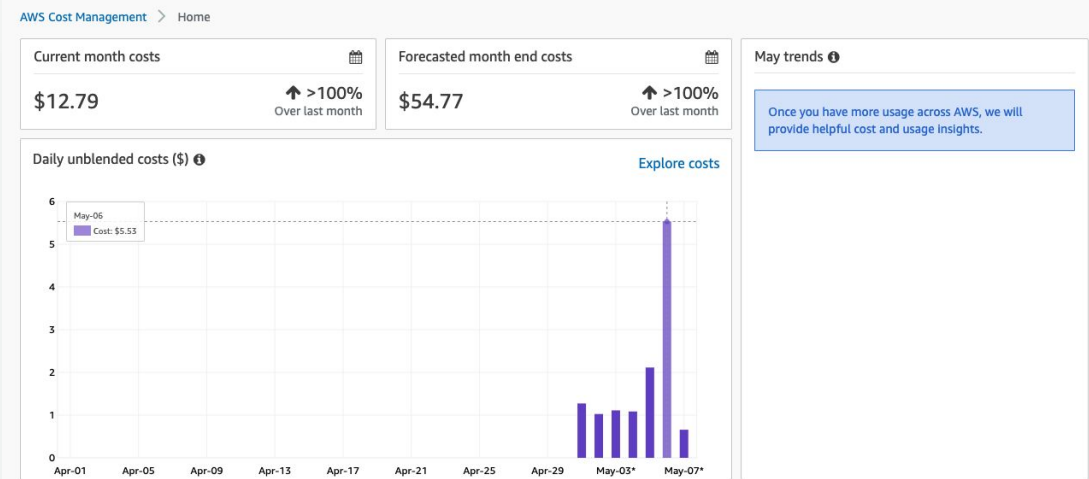 AWS Cost Management > Home
Current month costs
$12.79
>100%
Over last month
Forecasted month end costs
$54.77
>100%
Over last month
May trends
Once you have more usage across AWS, we will
provide helpful cost and usage insights.
Daily unblended costs ($)
Explore costs
6
May-06
Cost: $5.53
5
4
3
2
1
0
Apr-01 Apr-05 Apr-09 Apr-13 Apr-17 Apr-21 Apr-25 Apr-29 May-03* May-07*